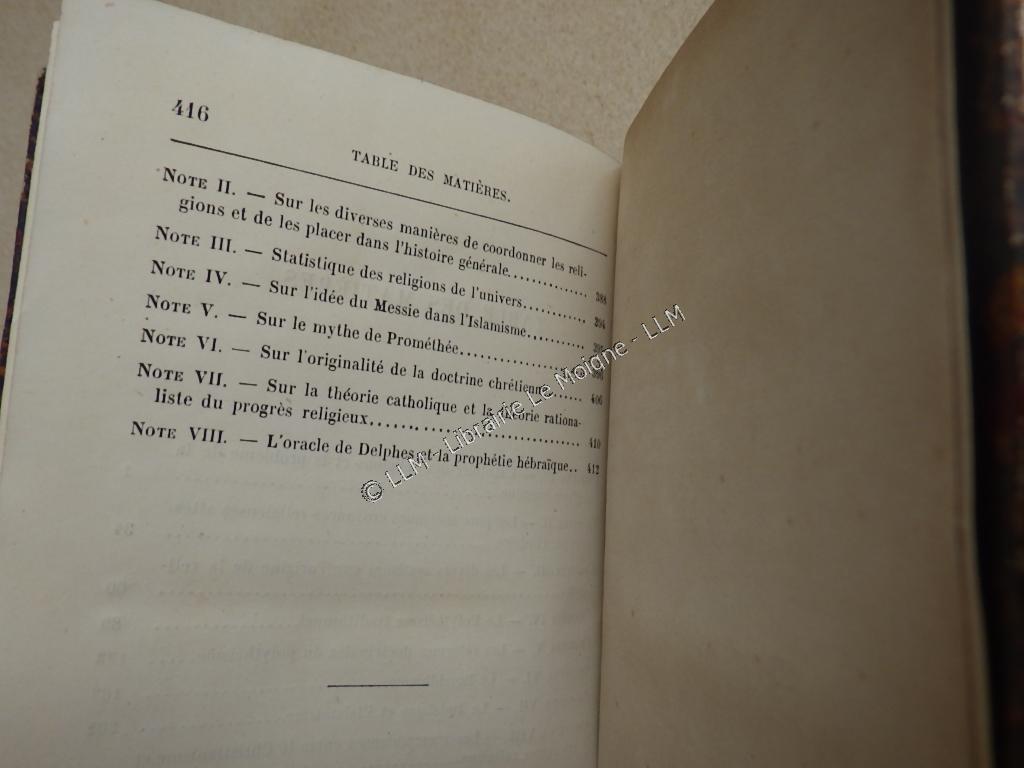 416
TABLE DES MATIÈRES.
NOTE II. — Sur les diverses manières de coordonner les reli-
gions et de les placer dans l'histoire générale.............. 388
NOTE III. — Statistique des religions de l'univers........... 394
NOTE IV. — Sur l'idée du Messie dans l'Islamisme...........
NOTE V. — Sur le mythe de Prométhée....................
NOTE VI. — Sur l'originalité de la doctrine chrétienne...... 406
NOTE VII. — Sur la théorie catholique et la théorie rationa-
liste du progrès religieux................................ 410
NOTE VIII. — L'oracle de Delphes et la prophétie hébraïque.. 412
© LLM - Librairie Le Moigne - LLM